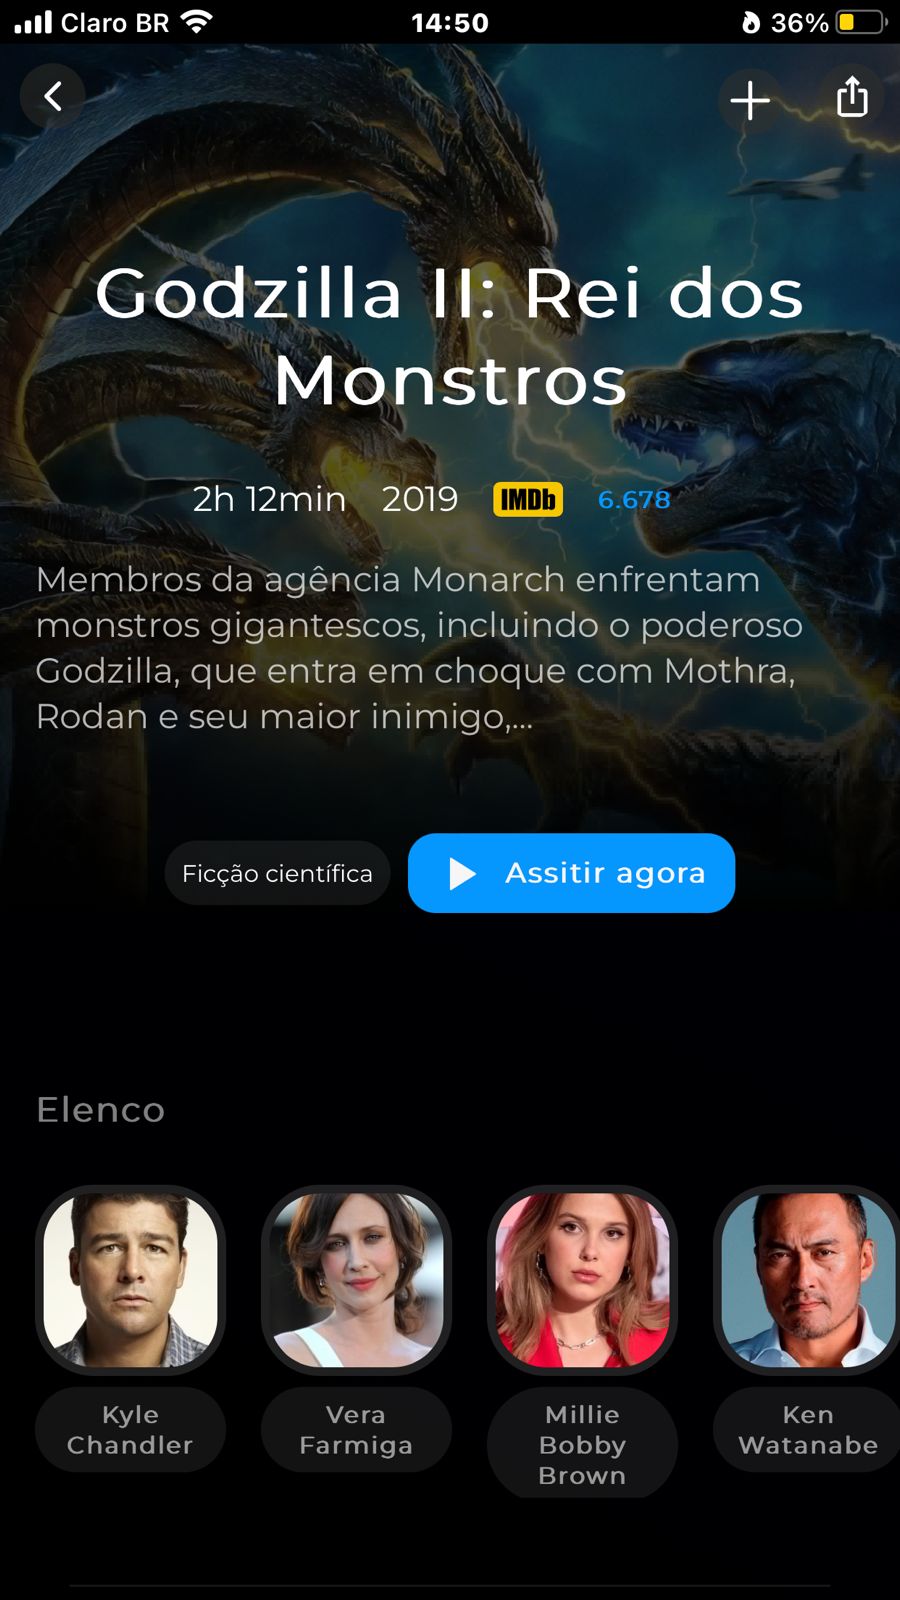 Claro BR
14:50
36%
Godzilla II: Rei dos
Monstros
2h 12min 2019 IMDb 6.678
Membros da agência Monarch enfrentam
monstros gigantescos, incluindo o poderoso
Godzilla, que entra em choque com Mothra,
Rodan e seu maior inimigo,...
Ficção científica
Assitir agora
Elenco
Kyle
Chandler
Vera
Farmiga
Millie
Bobby
Brown
Ken
Watanabe